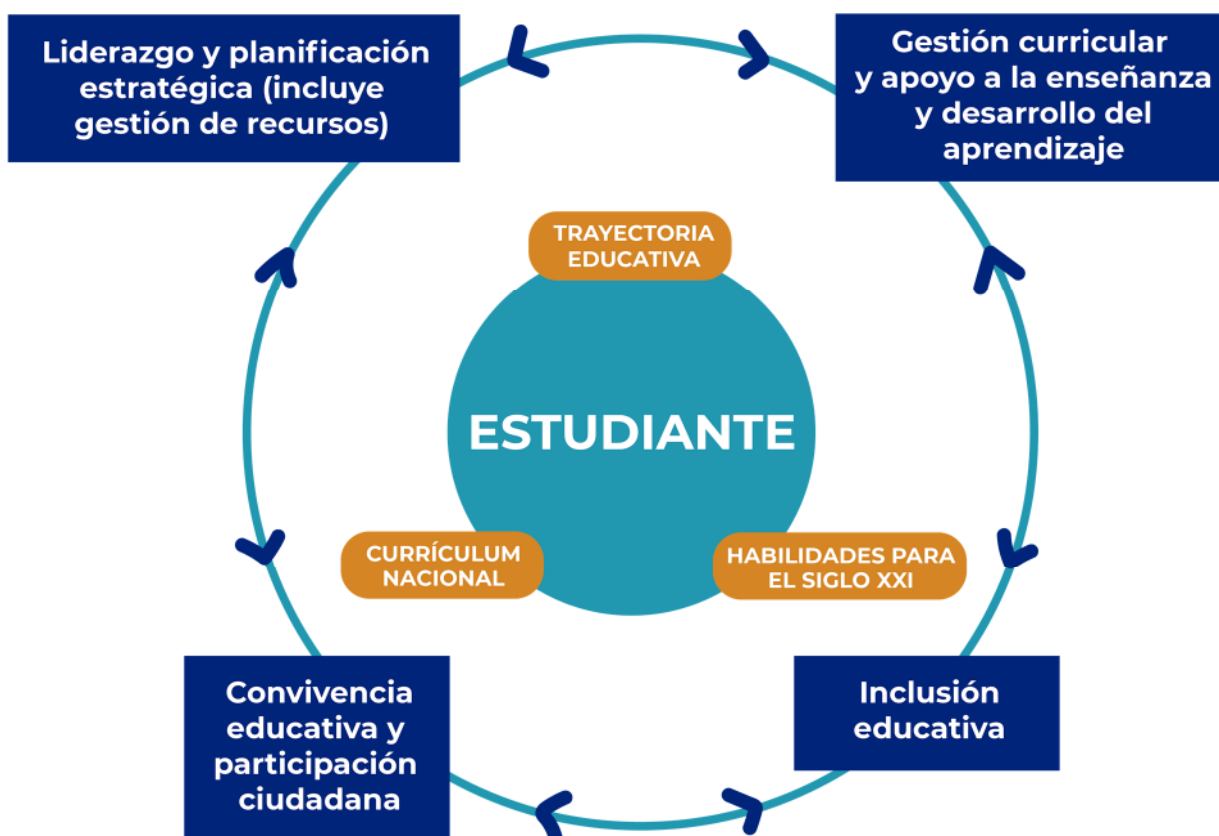 Liderazgo y planificación
estratégica (incluye
gestión de recursos)
Gestión curricular
y apoyo a la enseñanza
y desarrollo del
aprendizaje
TRAYECTORIA
EDUCATIVA
ESTUDIANTE
CURRÍCULUM
NACIONAL
HABILIDADES PARA
EL SIGLO XXI
Convivencia
educativa y
participación
ciudadana
Inclusión
educativa